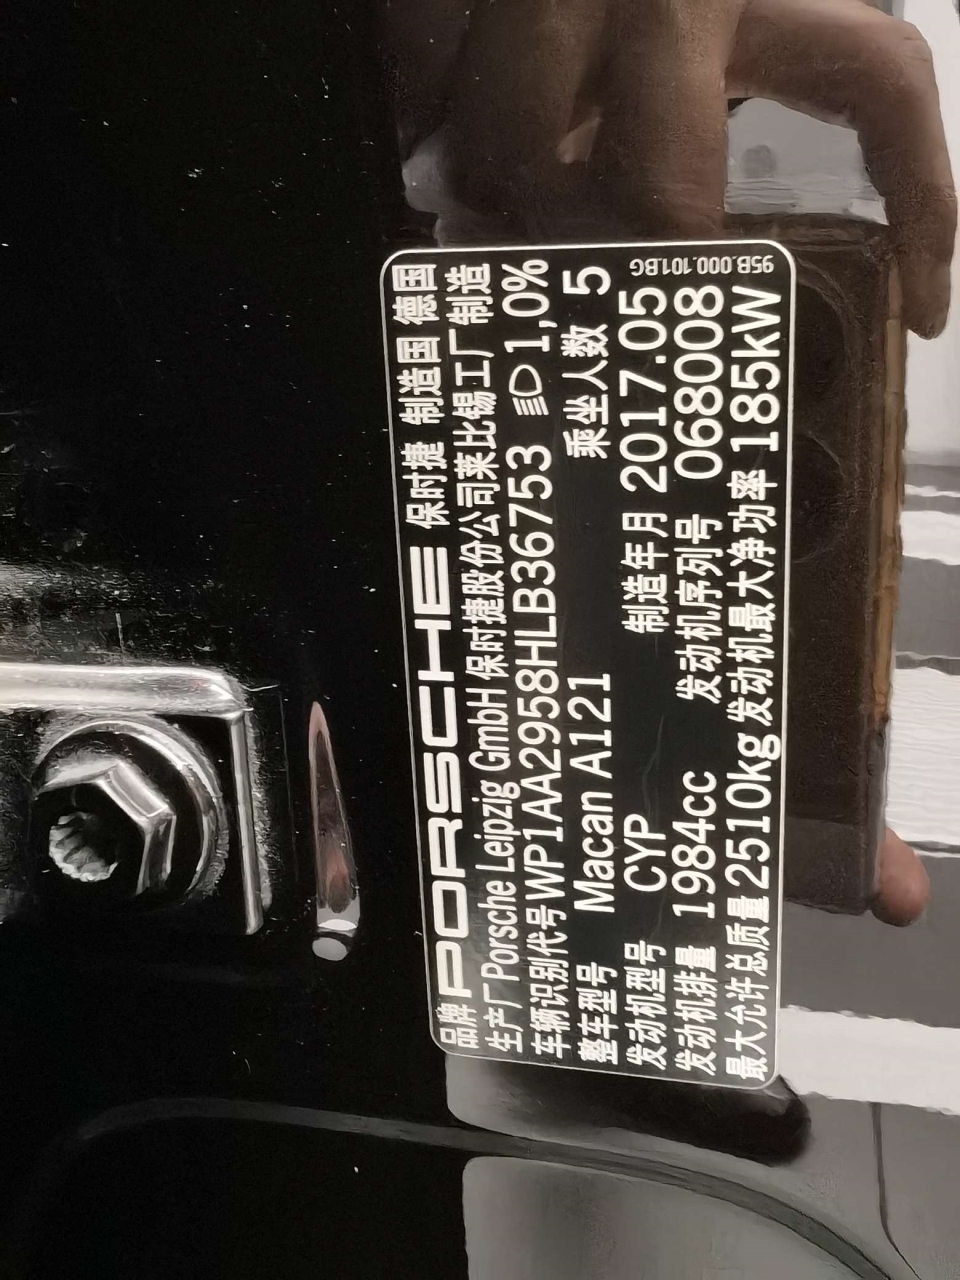 品牌 PORSCHE 保时捷 制造国 德国
生产厂 Porsche Leipzig GmbH 保时捷股份公司莱比锡工厂制造
车辆识别代号 WP1AA2958HLB36753 1,0%
整车型号 Macan A121 乘坐人数 5
发动机型号 CYP 制造年月 2017.05
发动机排量 1984cc 发动机序列号 068008
最大允许总质量 2510kg 发动机最大净功率 185kW
95B.000.101.BG